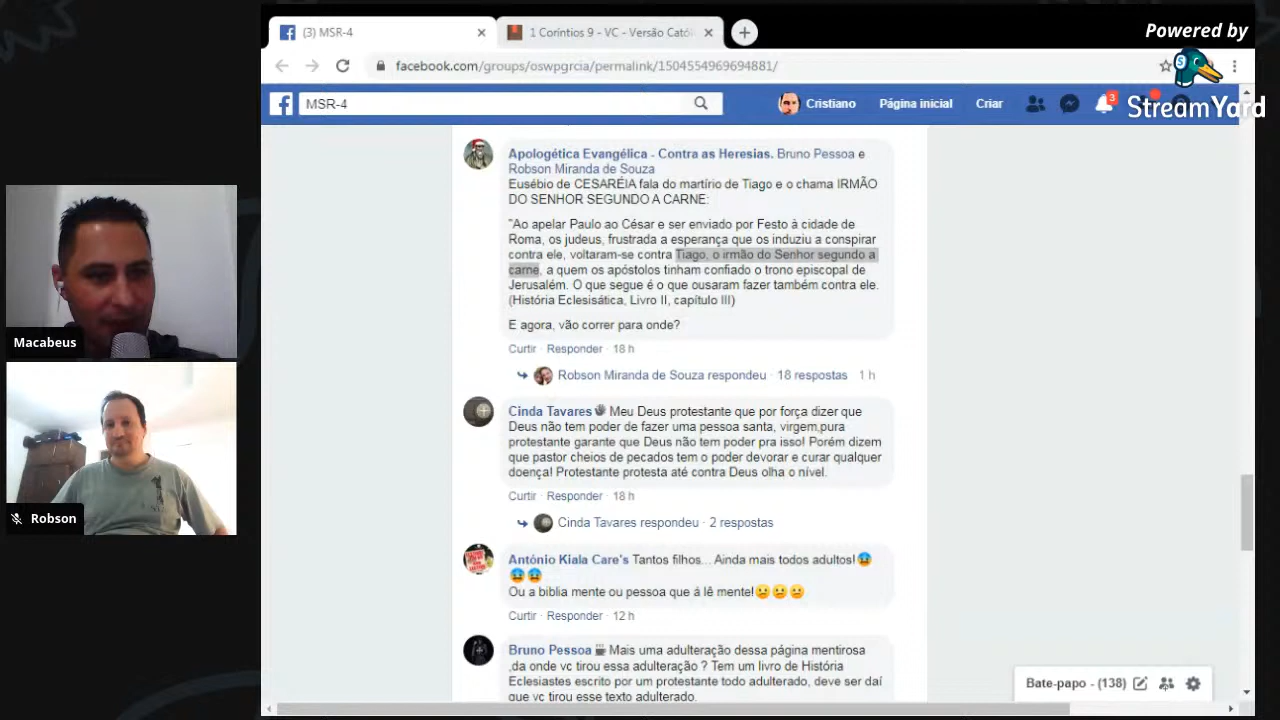 Powered by
StreamYard
(3) MSR-4
1 Coríntios 9 - VC - Versão Catól
facebook.com/groups/oswpgrcia/permalink/1504554969694881/
MSR-4
Cristiano
Página inicial
Criar
3
Apologética Evangélica - Contra as Heresias. Bruno Pessoa e
Robson Miranda de Souza
Eusébio de CESARÉIA fala do martírio de Tiago e o chama IRMÃO
DO SENHOR SEGUNDO A CARNE:
"Ao apelar Paulo ao César e ser enviado por Festo à cidade de
Roma, os judeus, frustrada a esperança que os induziu a conspirar
contra ele, voltaram-se contra Tiago, o irmão do Senhor segundo a
carne, a quem os apóstolos tinham confiado o trono episcopal de
Jerusalém. O que segue é o que ousaram fazer também contra ele.
(História Eclesisática, Livro II, capítulo III)
E agora, vão correr para onde?
Curtir · Responder · 18 h
Robson Miranda de Souza respondeu · 18 respostas 1 h
Cinda Tavares Meu Deus protestante que por força dizer que
Deus não tem poder de fazer uma pessoa santa, virgem,pura
protestante garante que Deus não tem poder pra isso! Porém dizem
que pastor cheios de pecados tem o poder devorar e curar qualquer
doença! Protestante protesta até contra Deus olha o nível.
Curtir · Responder · 18 h
Cinda Tavares respondeu · 2 respostas
António Kiala Care's Tantos filhos... Ainda mais todos adultos!😰
😰😰
Ou a biblia mente ou pessoa que á lê mente!😕😕😕
Curtir · Responder · 12 h
Bruno Pessoa Mais uma adulteração dessa página mentirosa
,da onde vc tirou essa adulteração ? Tem um livro de História
Eclesiastes escrito por um protestante todo adulterado, deve ser daí
que vc tirou esse texto adulterado.
Bate-papo - (138)
Macabeus
Robson